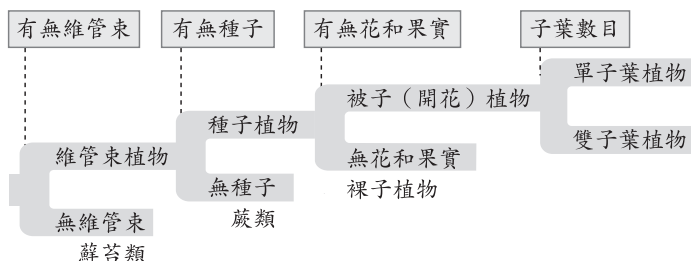 有無維管束
有無種子
有無花和果實
子葉數目
單子葉植物
被子（開花）植物
種子植物
雙子葉植物
維管束植物
無花和果實
無種子
裸子植物
無維管束
蕨類
蘚苔類